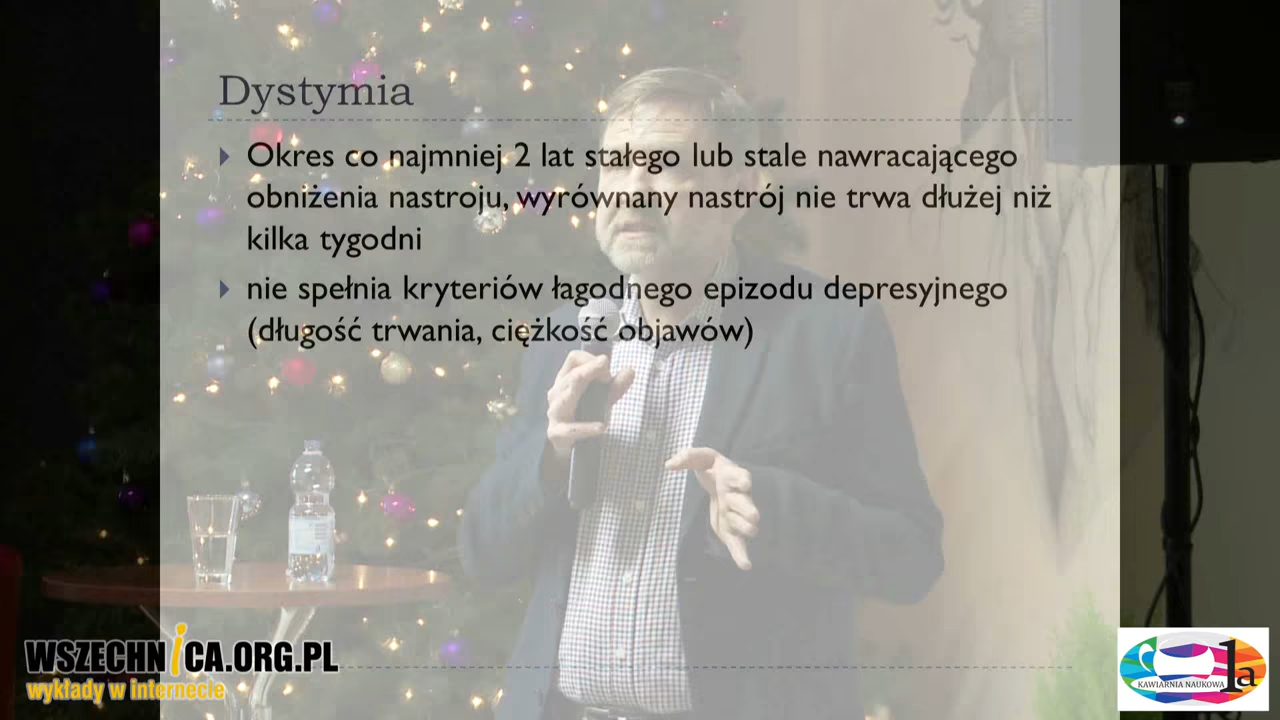 Dystymia
Okres co najmniej 2 lat stałego lub stale nawracającego
obniżenia nastroju, wyrównany nastrój nie trwa dłużej niż
kilka tygodni
nie spełnia kryteriów łagodnego epizodu depresyjnego
(długość trwania, ciężkość objawów)
WSZECHNICA.ORG.PL
wykłady w internecie
KAWIARNIA NAUKOWA 1a